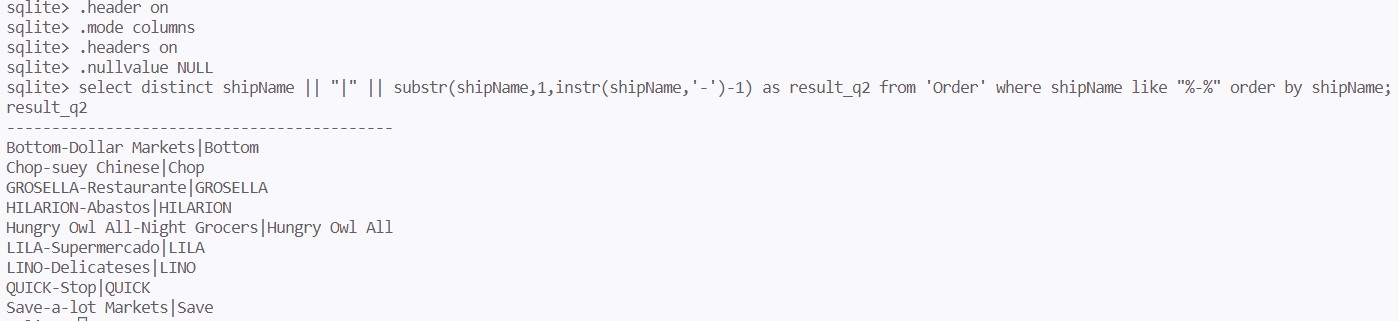 sqlite> .header on
sqlite> .mode columns
sqlite> .headers on
sqlite> .nullvalue NULL
sqlite> select distinct shipName || "|" || substr(shipName,1,instr(shipName,'-')-1) as result_q2 from 'Order' where shipName like "%-%" order by shipName;
result_q2
-------------------------------------------
Bottom-Dollar Markets|Bottom
Chop-suey Chinese|Chop
GROSELLA-Restaurante|GROSELLA
HILARION-Abastos|HILARION
Hungry Owl All-Night Grocers|Hungry Owl All
LILA-Supermercado|LILA
LINO-Delicateses|LINO
QUICK-Stop|QUICK
Save-a-lot Markets|Save